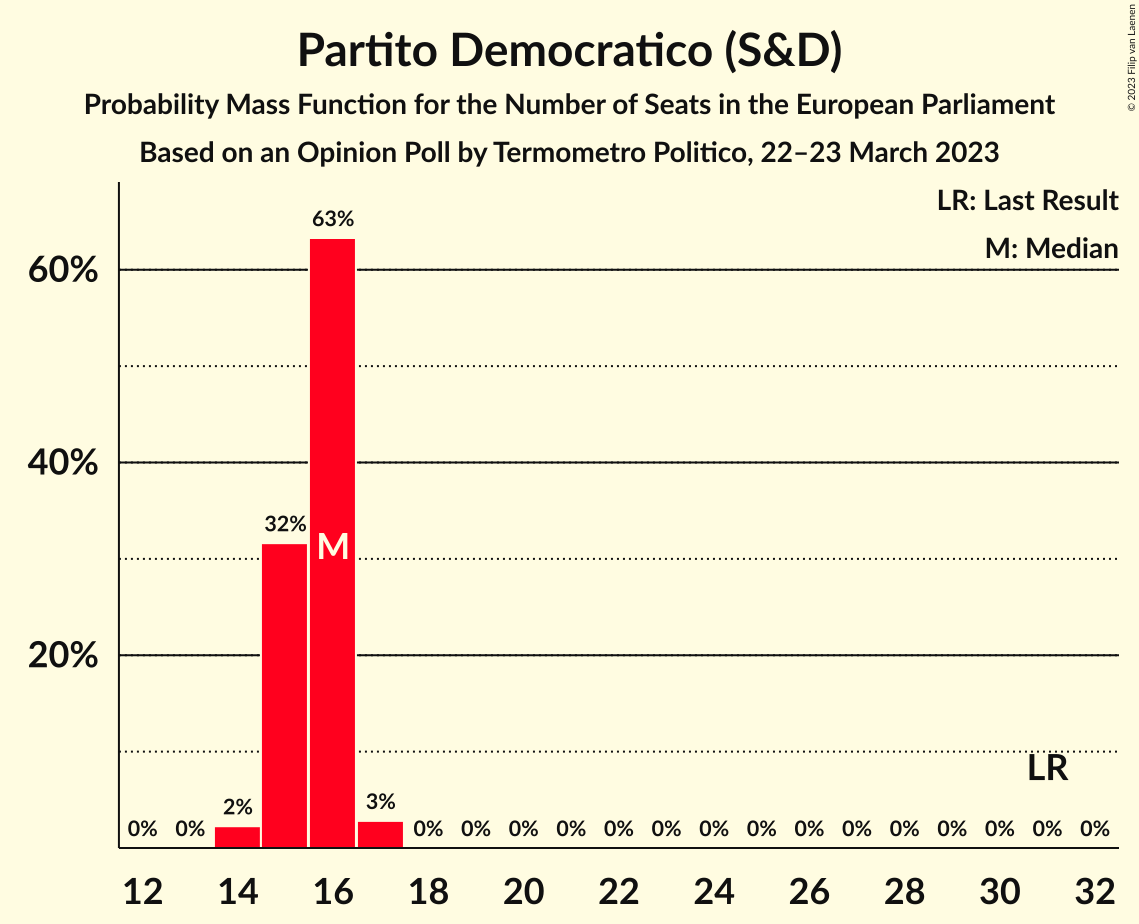 Partito Democratico (S&D)
Probability Mass Function for the Number of Seats in the European Parliament
Based on an Opinion Poll by Termometro Politico, 22–23 March 2023
© 2023 Filip van Laenen
LR: Last Result
M: Median
60%
40%
20%
0% 0% 2% 32% 63% 3% 0% 0% 0% 0% 0% 0% 0% 0% 0% 0% 0% 0% 0% 0% 0%
M
LR
12 14 16 18 20 22 24 26 28 30 32